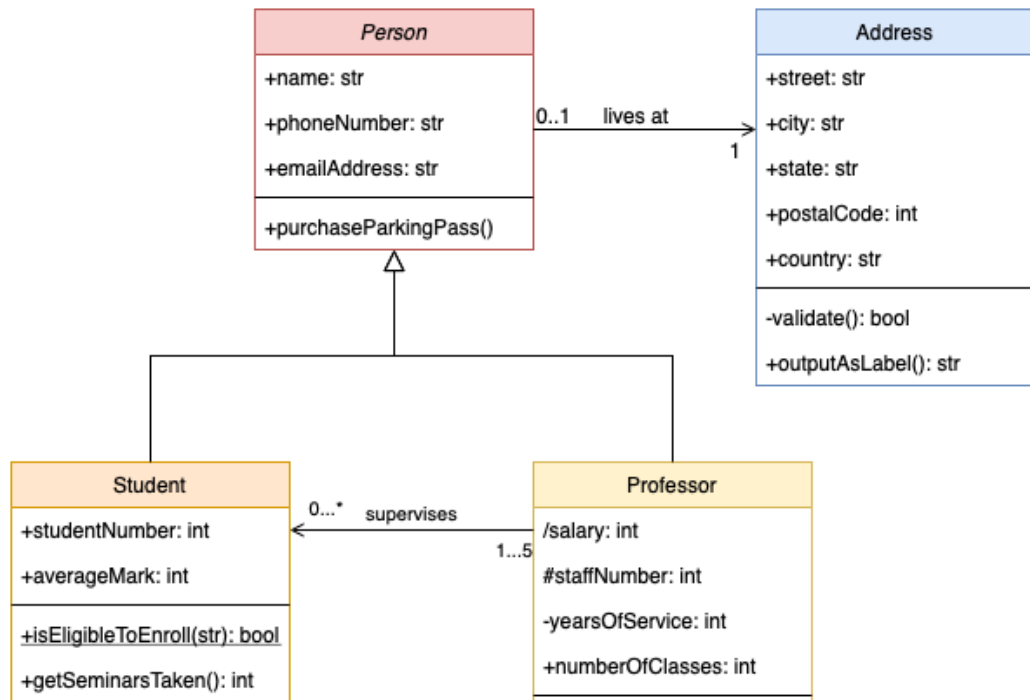 Person
+name: str
+phoneNumber: str
+emailAddress: str
+purchaseParkingPass()
0..1 lives at
1
Address
+street: str
+city: str
+state: str
+postalCode: int
+country: str
-validate(): bool
+outputAsLabel(): str
Student
+studentNumber: int
+averageMark: int
+isEligibleToEnroll(str): bool
+getSeminarsTaken(): int
0...* supervises
1...5
Professor
/salary: int
#staffNumber: int
-yearsOfService: int
+numberOfClasses: int